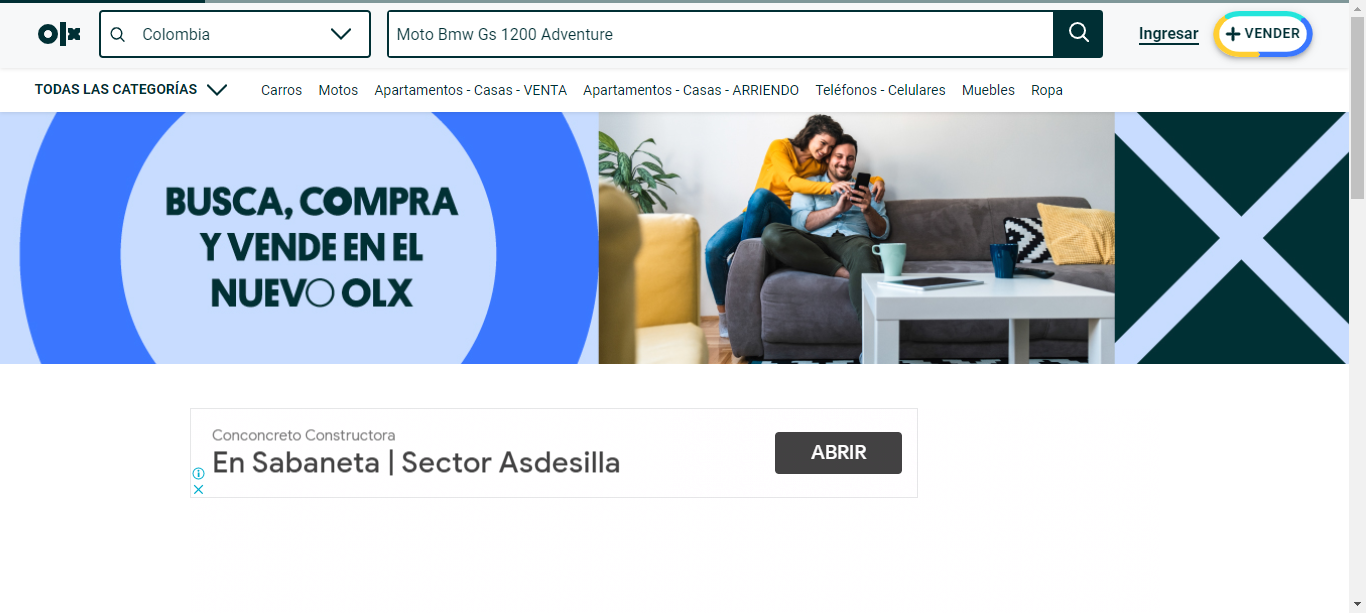 olx
Colombia
Moto Bmw Gs 1200 Adventure
Ingresar
VENDER
TODAS LAS CATEGORÍAS
Carros
Motos
Apartamentos - Casas - VENTA
Apartamentos - Casas - ARRIENDO
Teléfonos - Celulares
Muebles
Ropa
BUSCA, COMPRA
Y VENDE EN EL
NUEVO OLX
Conconcreto Constructora
En Sabaneta | Sector Asdesilla
ABRIR